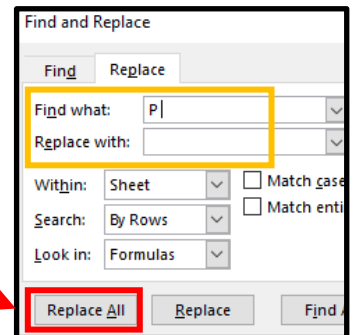 Find and Replace
Find Replace
Find what: P
Replace with:
Within: Sheet Match case
Search: By Rows Match enti
Look in: Formulas
Replace All Replace Find A